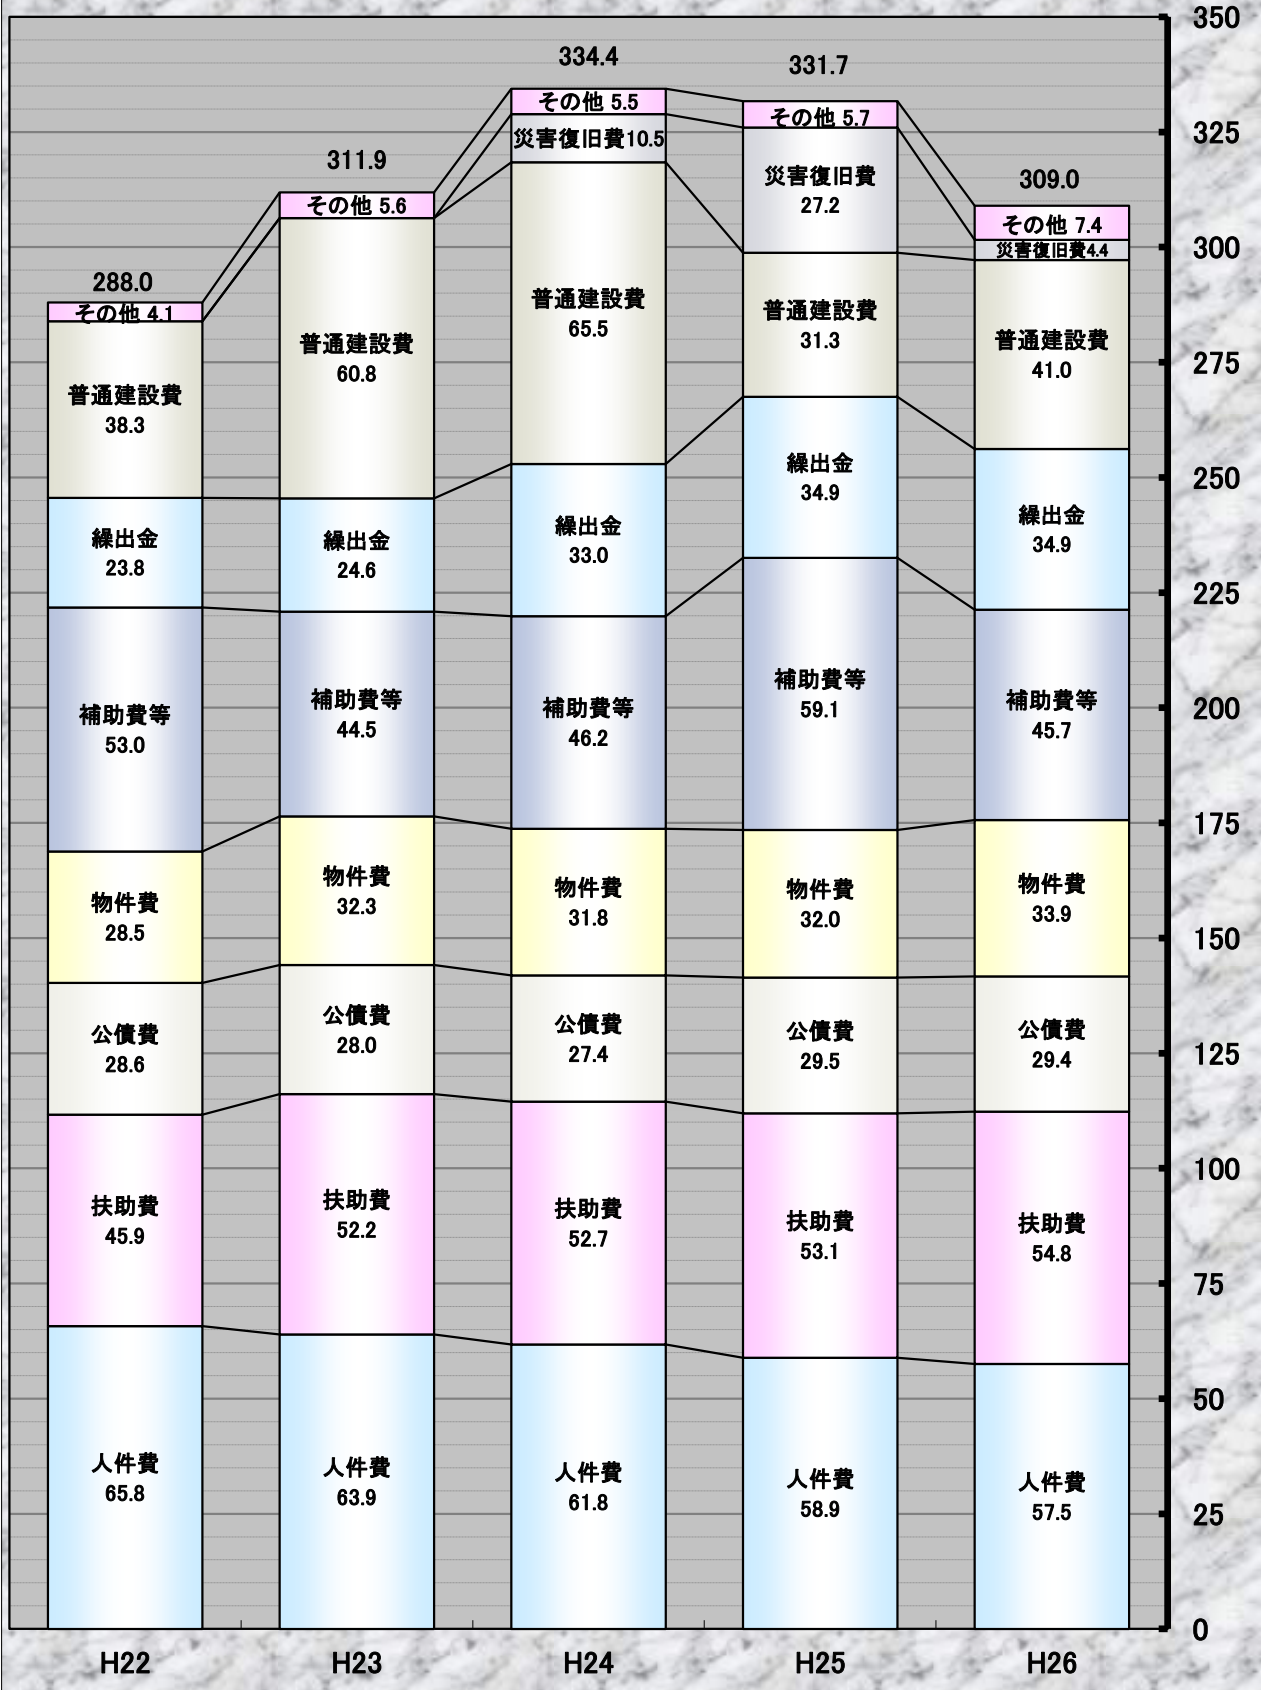 350
325
300
275
250
225
200
175
150
125
100
75
50
25
0
288.0
その他 4.1
普通建設費
38.3
繰出金
23.8
補助費等
53.0
物件費
28.5
公債費
28.6
扶助費
45.9
人件費
65.8
H22
311.9
その他 5.6
普通建設費
60.8
繰出金
24.6
補助費等
44.5
物件費
32.3
公債費
28.0
扶助費
52.2
人件費
63.9
H23
334.4
その他 5.5
災害復旧費10.5
普通建設費
65.5
繰出金
33.0
補助費等
46.2
物件費
31.8
公債費
27.4
扶助費
52.7
人件費
61.8
H24
331.7
その他 5.7
災害復旧費
27.2
普通建設費
31.3
繰出金
34.9
補助費等
59.1
物件費
32.0
公債費
29.5
扶助費
53.1
人件費
58.9
H25
309.0
その他 7.4
災害復旧費4.4
普通建設費
41.0
繰出金
34.9
補助費等
45.7
物件費
33.9
公債費
29.4
扶助費
54.8
人件費
57.5
H26